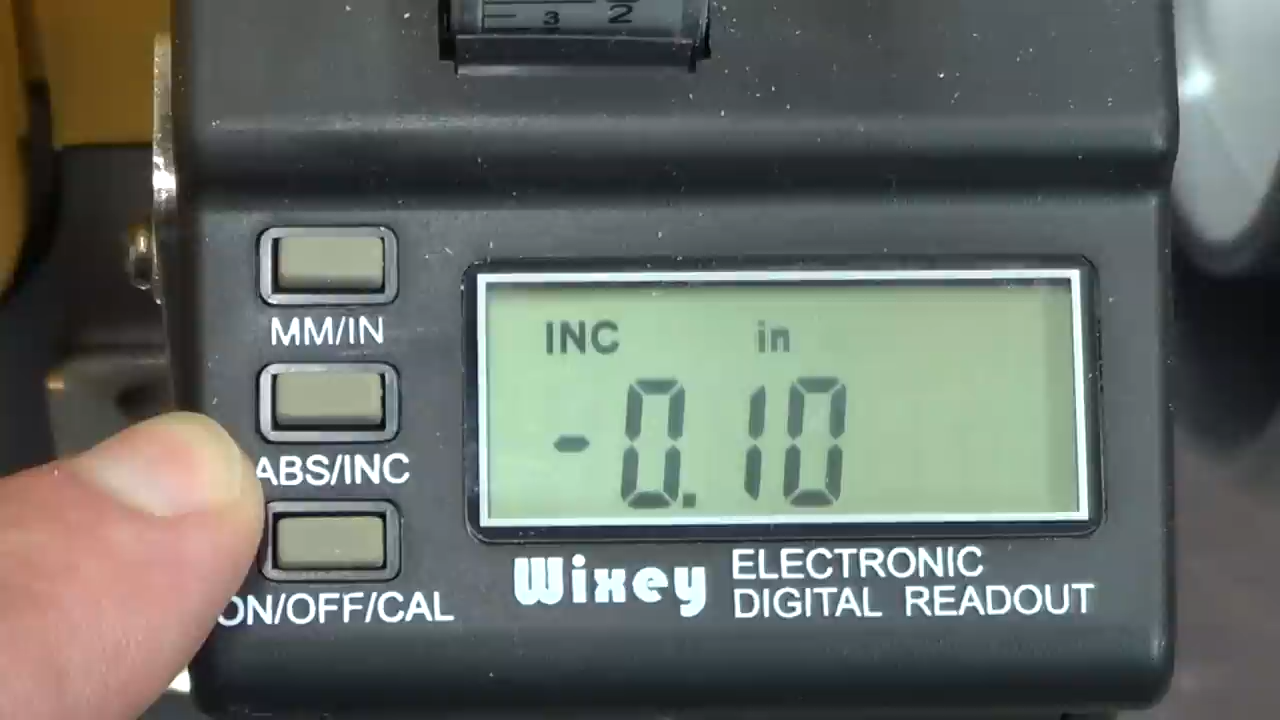 3 2
MM/IN
ABS/INC
ON/OFF/CAL
INC in
-0.10
Wixey
ELECTRONIC
DIGITAL READOUT